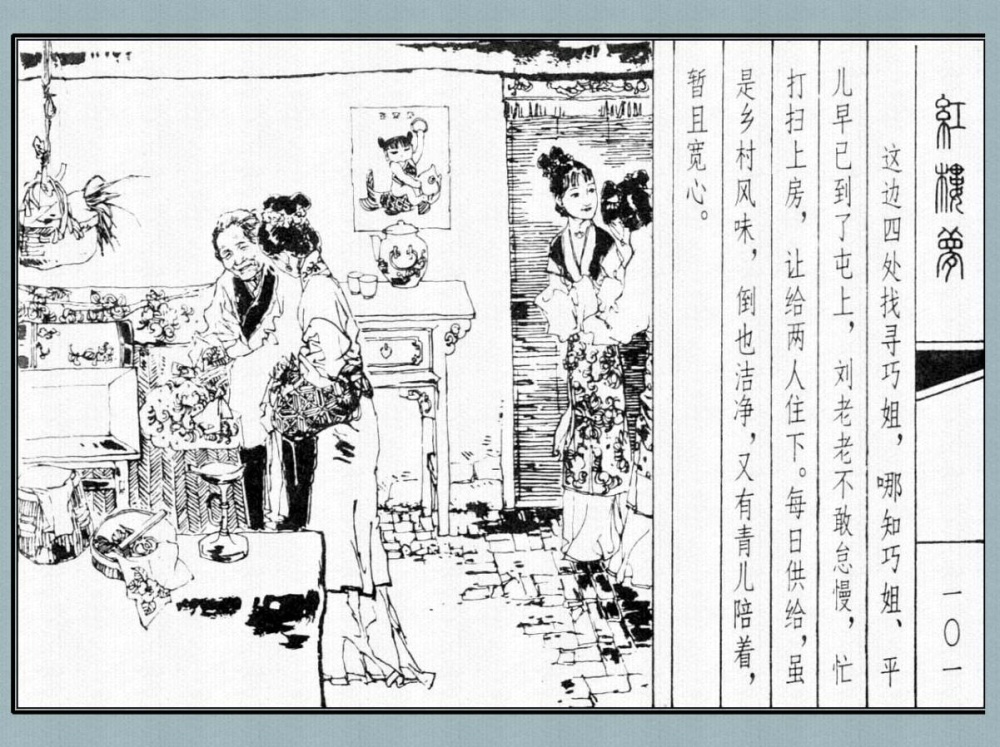 红楼梦
一〇一
这边四处找寻巧姐，哪知巧姐、平
儿早已到了屯上，刘老老不敢怠慢，忙
打扫上房，让给两人住下。每日供给，虽
是乡村风味，倒也洁净，又有青儿陪着，
暂且宽心。